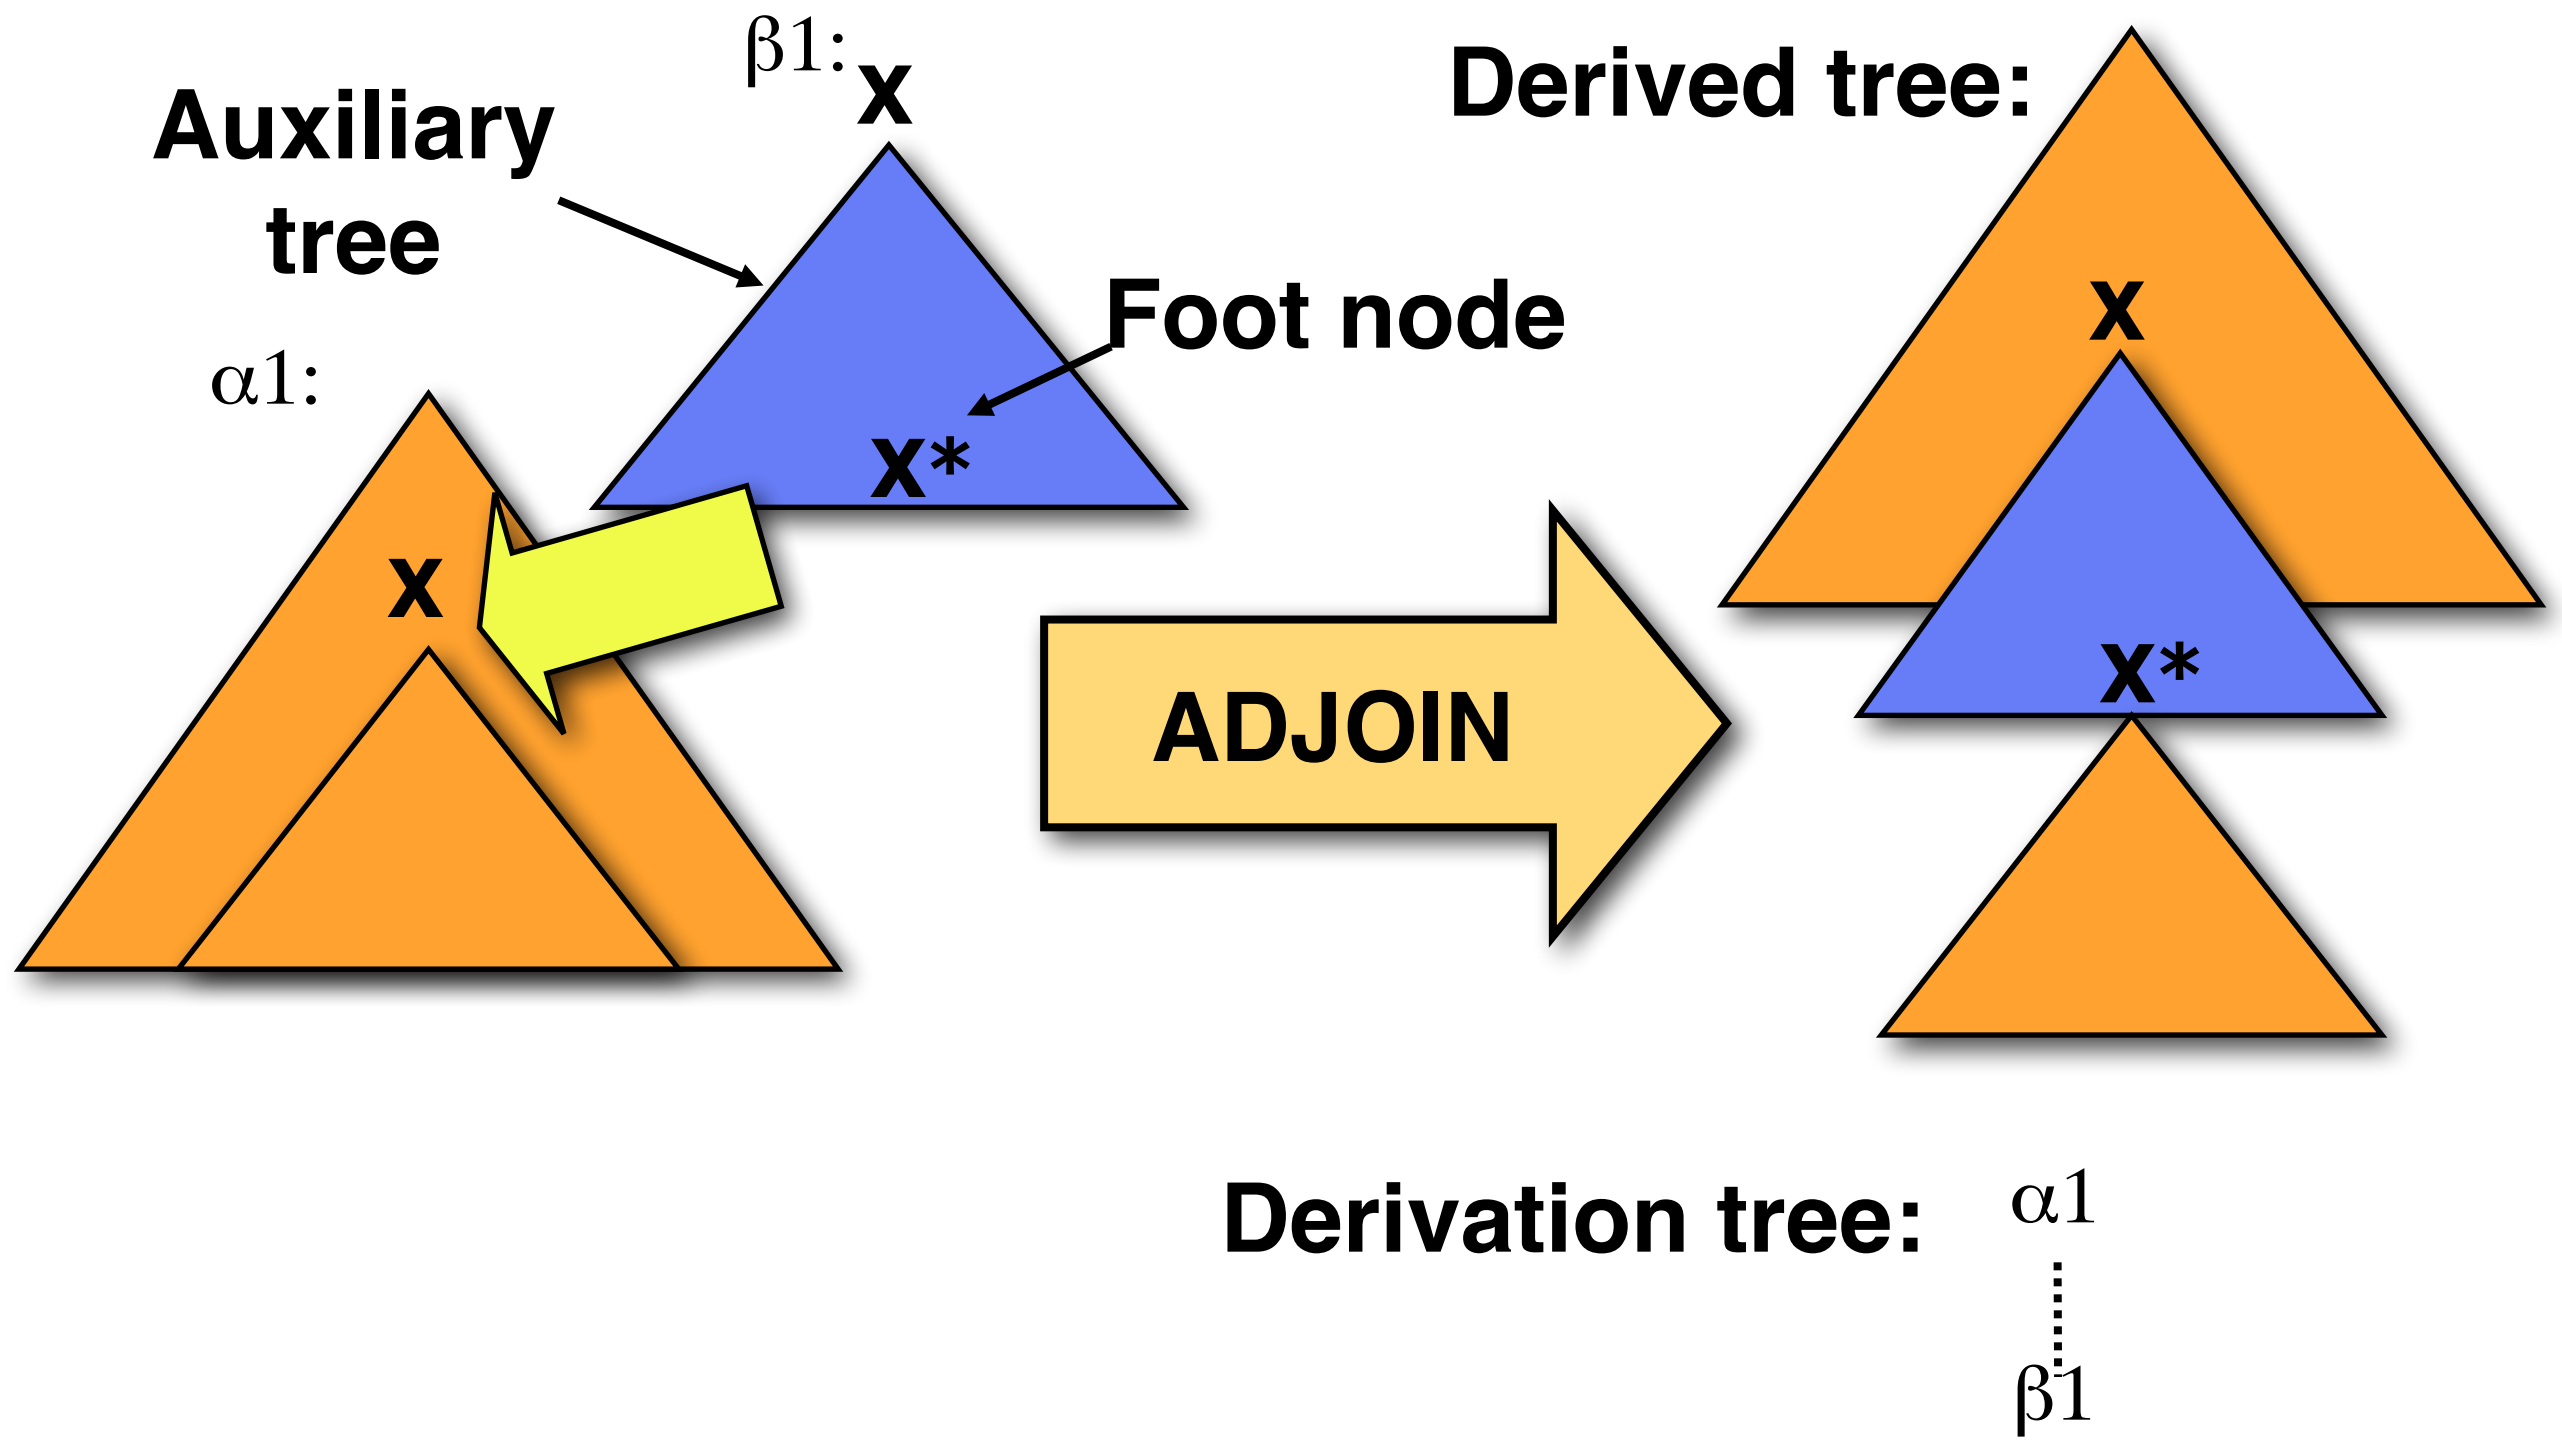 β1:
X
Auxiliary
tree
Foot node
X*
α1:
X
ADJOIN
Derived tree:
X
X*
Derivation tree:
α1
β1